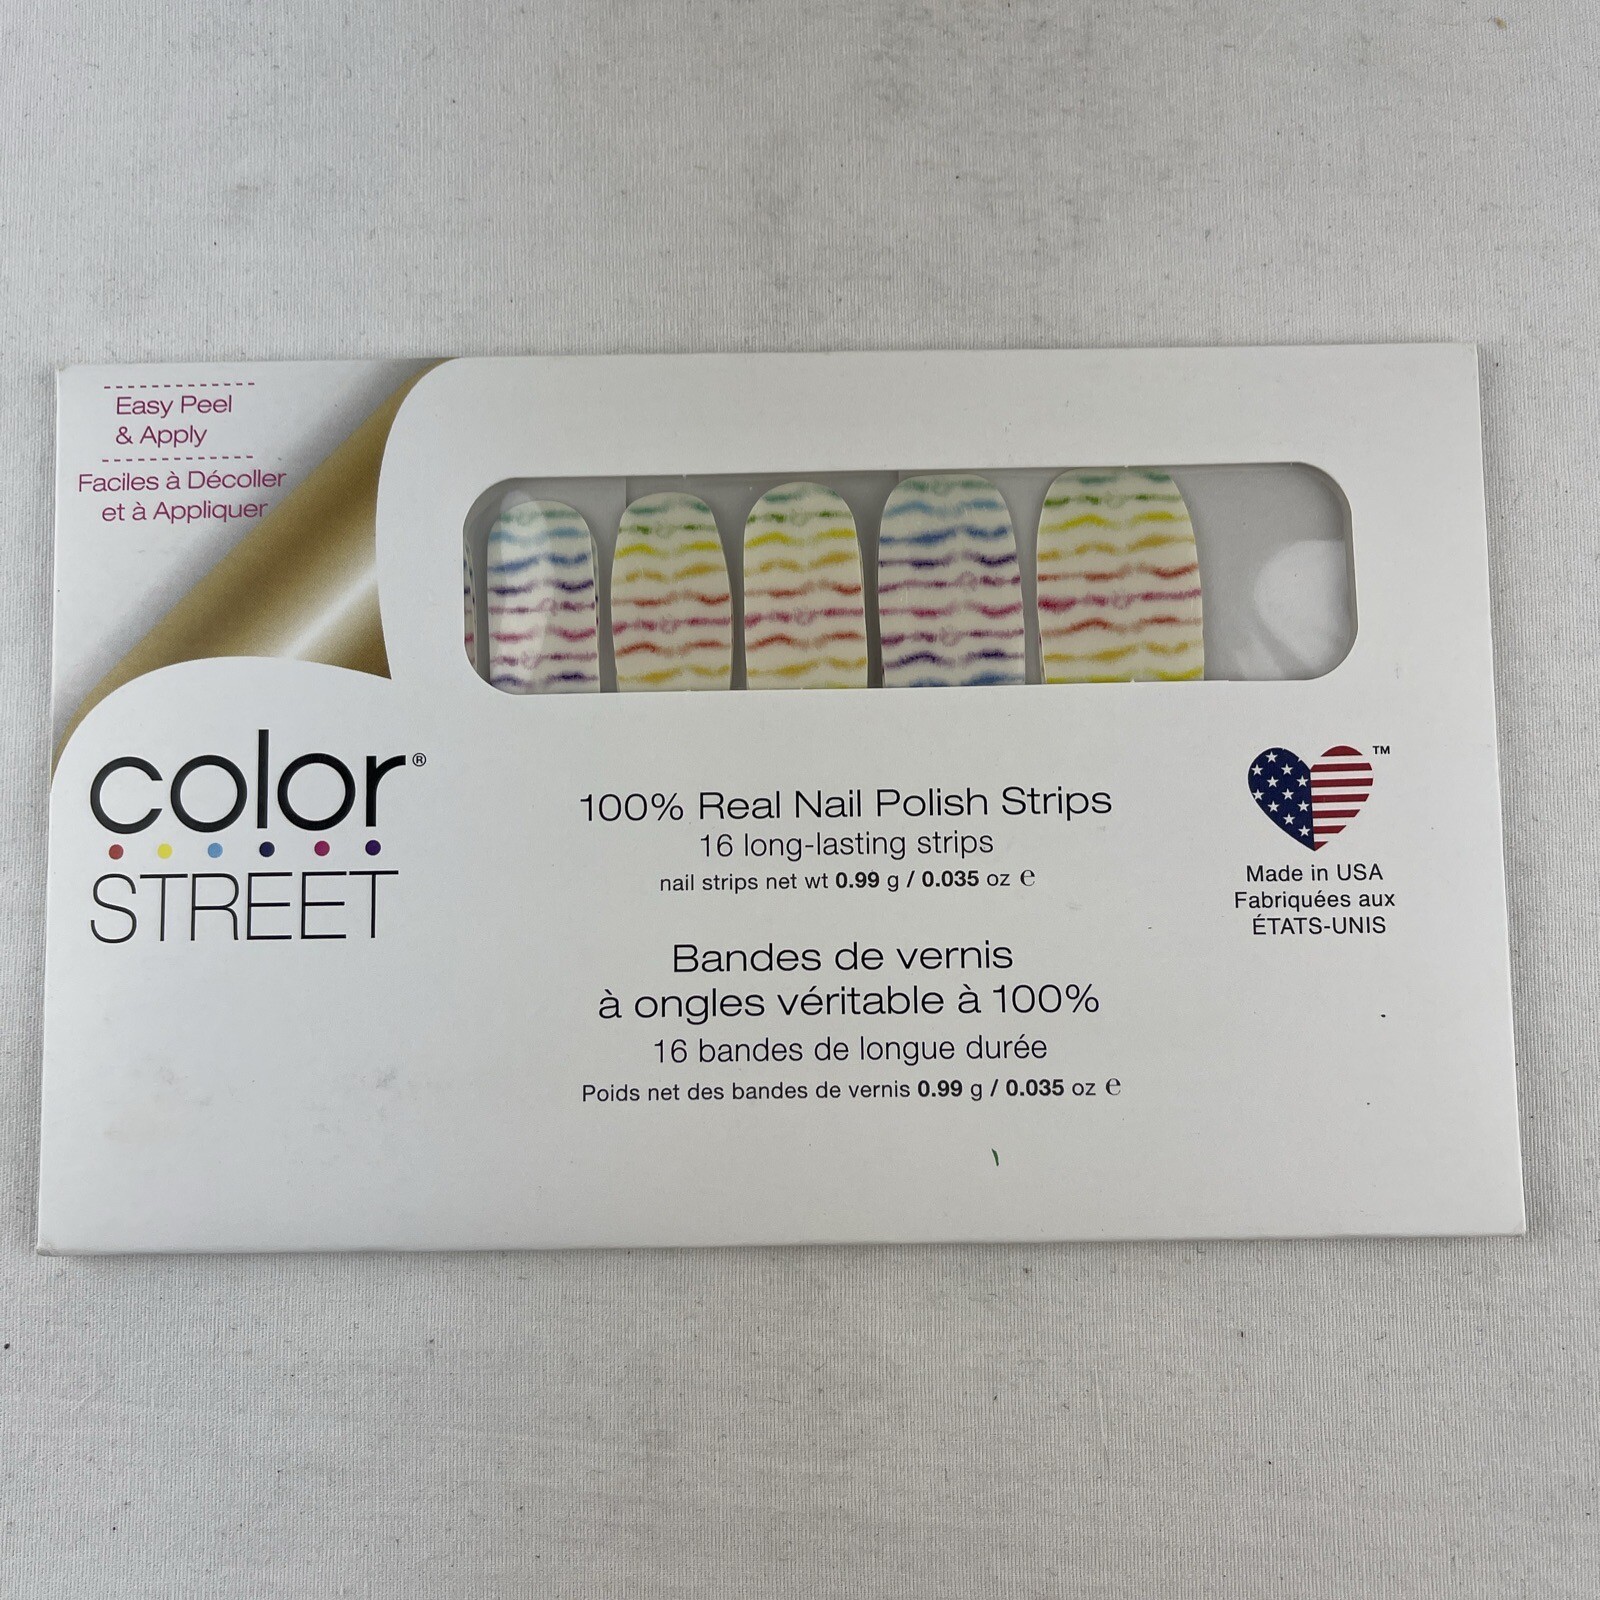 Easy Peel
& Apply
Faciles à Décoller
et à Appliquer
color®
STREET
100% Real Nail Polish Strips
16 long-lasting strips
nail strips net wt 0.99 g / 0.035 oz ℮
Bandes de vernis
à ongles véritable à 100%
16 bandes de longue durée
Poids net des bandes de vernis 0.99 g / 0.035 oz ℮
™
Made in USA
Fabriquées aux
ÉTATS-UNIS